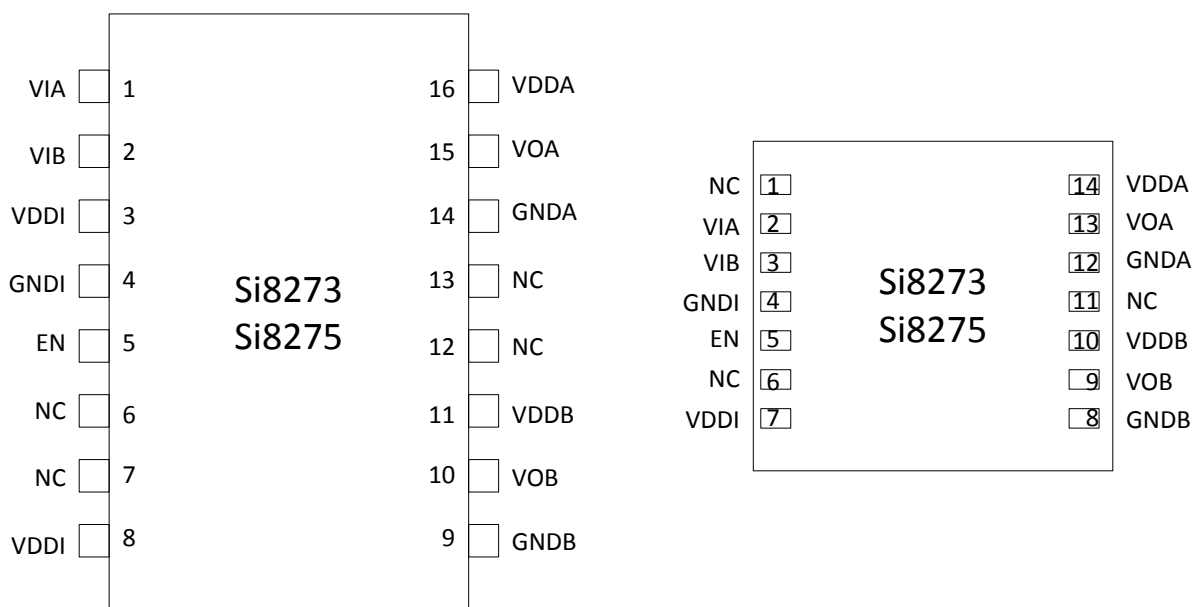 VIA 1 16 VDDA
VIB 2 15 VOA
VDDI 3 14 GNDA
GNDI 4 13 NC
Si8273
Si8275
EN 5 12 NC
NC 6 11 VDDB
NC 7 10 VOB
VDDI 8 9 GNDB
NC 1 14 VDDA
VIA 2 13 VOA
VIB 3 12 GNDA
Si8273
GNDI 4 11 NC
Si8275
EN 5 10 VDDB
NC 6 9 VOB
VDDI 7 8 GNDB